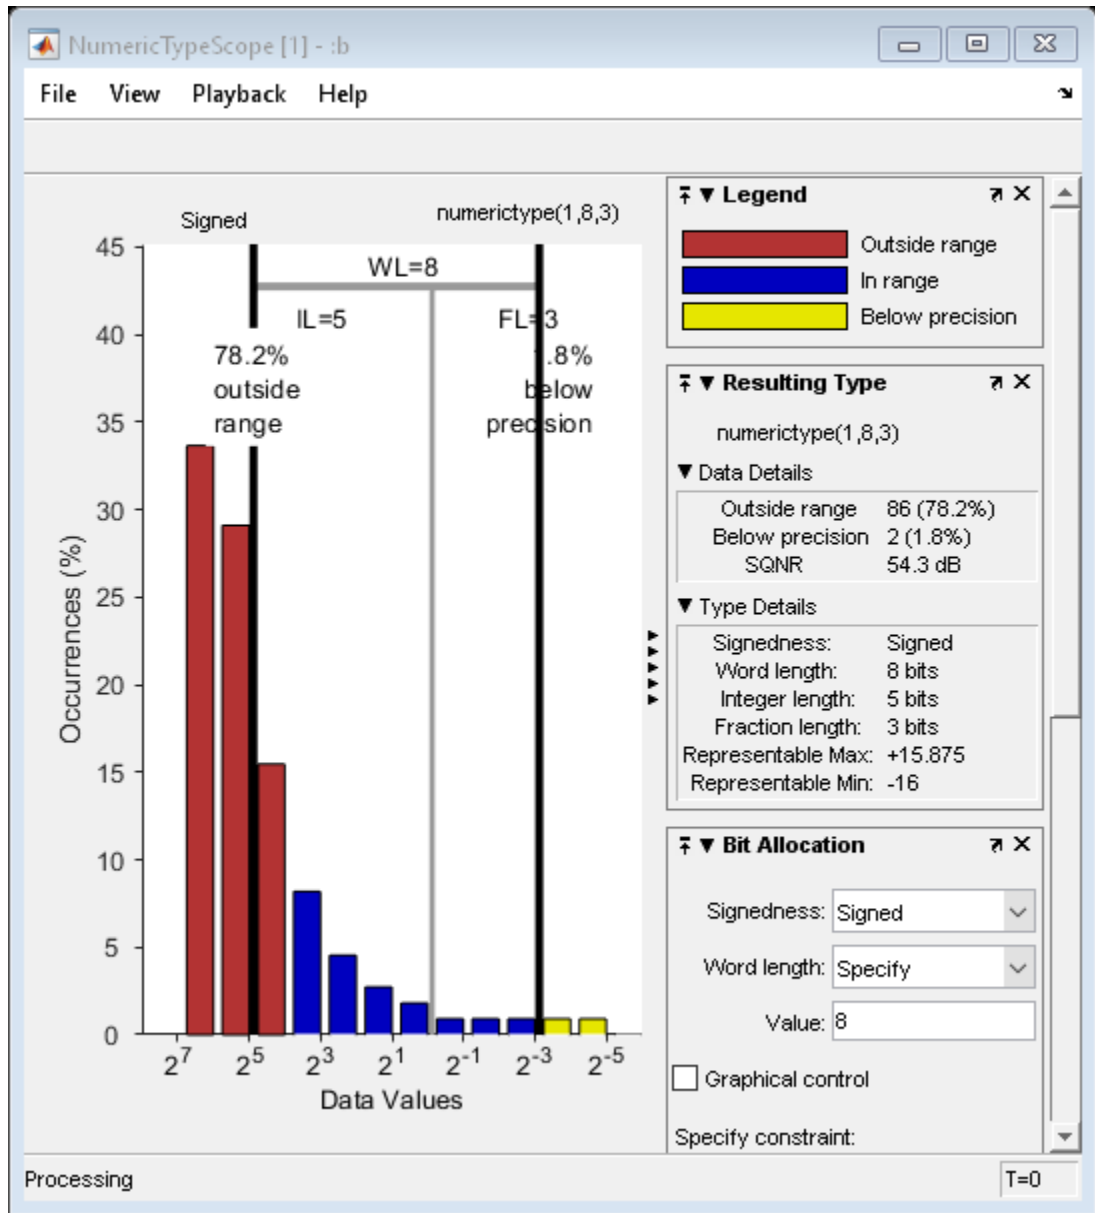 NumericTypeScope [1] - :b
File View Playback Help
Signed numerictype(1,8,3)
WL=8
IL=5 FL=3
78.2% outside range
.8% below precision
Occurrences (%)
45
40
35
30
25
20
15
10
5
0
2^7 2^5 2^3 2^1 2^-1 2^-3 2^-5
Data Values
Legend
Outside range
In range
Below precision
Resulting Type
numerictype(1,8,3)
Data Details
Outside range 86 (78.2%)
Below precision 2 (1.8%)
SQNR 54.3 dB
Type Details
Signedness: Signed
Word length: 8 bits
Integer length: 5 bits
Fraction length: 3 bits
Representable Max: +15.875
Representable Min: -16
Bit Allocation
Signedness: Signed
Word length: Specify
Value: 8
Graphical control
Specify constraint:
Processing T=0